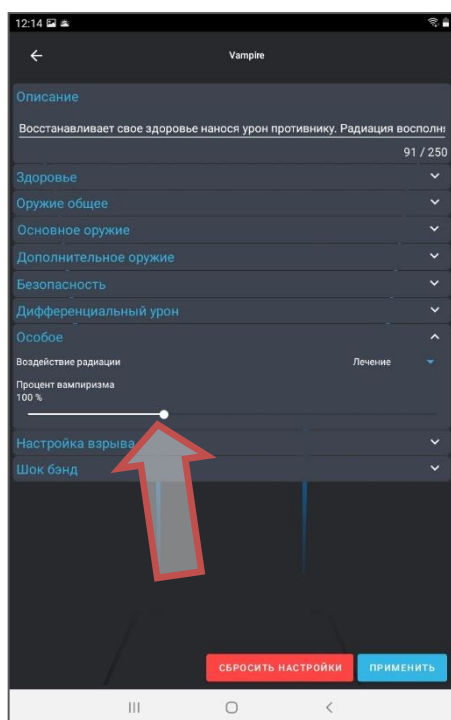 12:14
Vampire
Описание
Восстанавливает свое здоровье нанося урон противнику. Радиация восполн
91 / 250
Здоровье
Оружие общее
Основное оружие
Дополнительное оружие
Безопасность
Дифференциальный урон
Особое
Воздействие радиации Лечение
Процент вампиризма
100 %
Настройка взрыва
Шок бэнд
СБРОСИТЬ НАСТРОЙКИ ПРИМЕНИТЬ